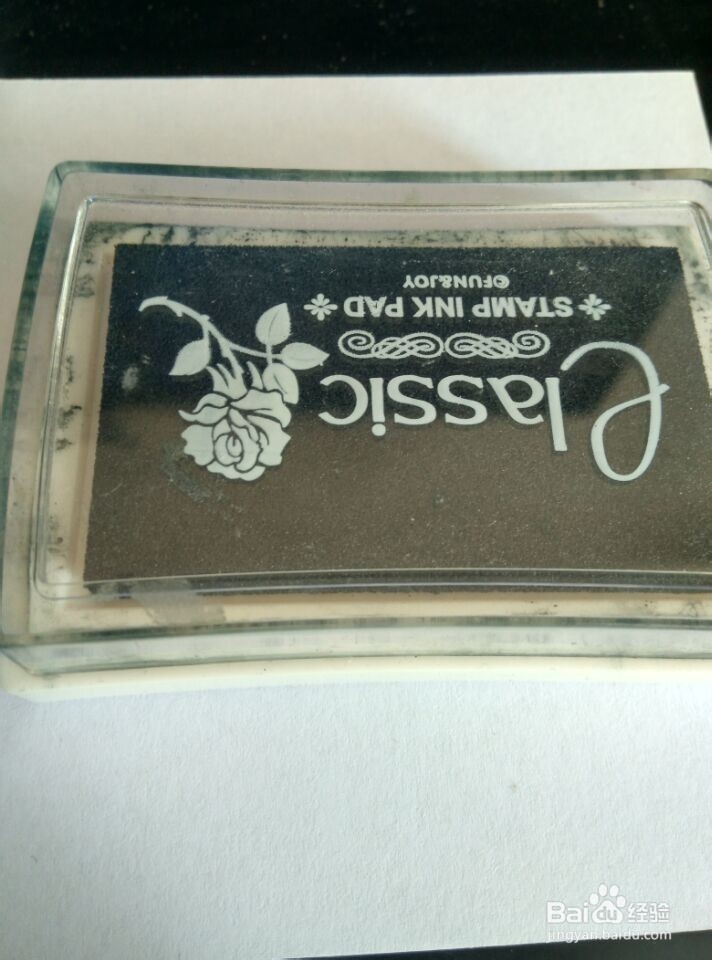 Classic
* STAMP INK PAD *
©FUN&JOY
Baidu经验
jingyan.baidu.com